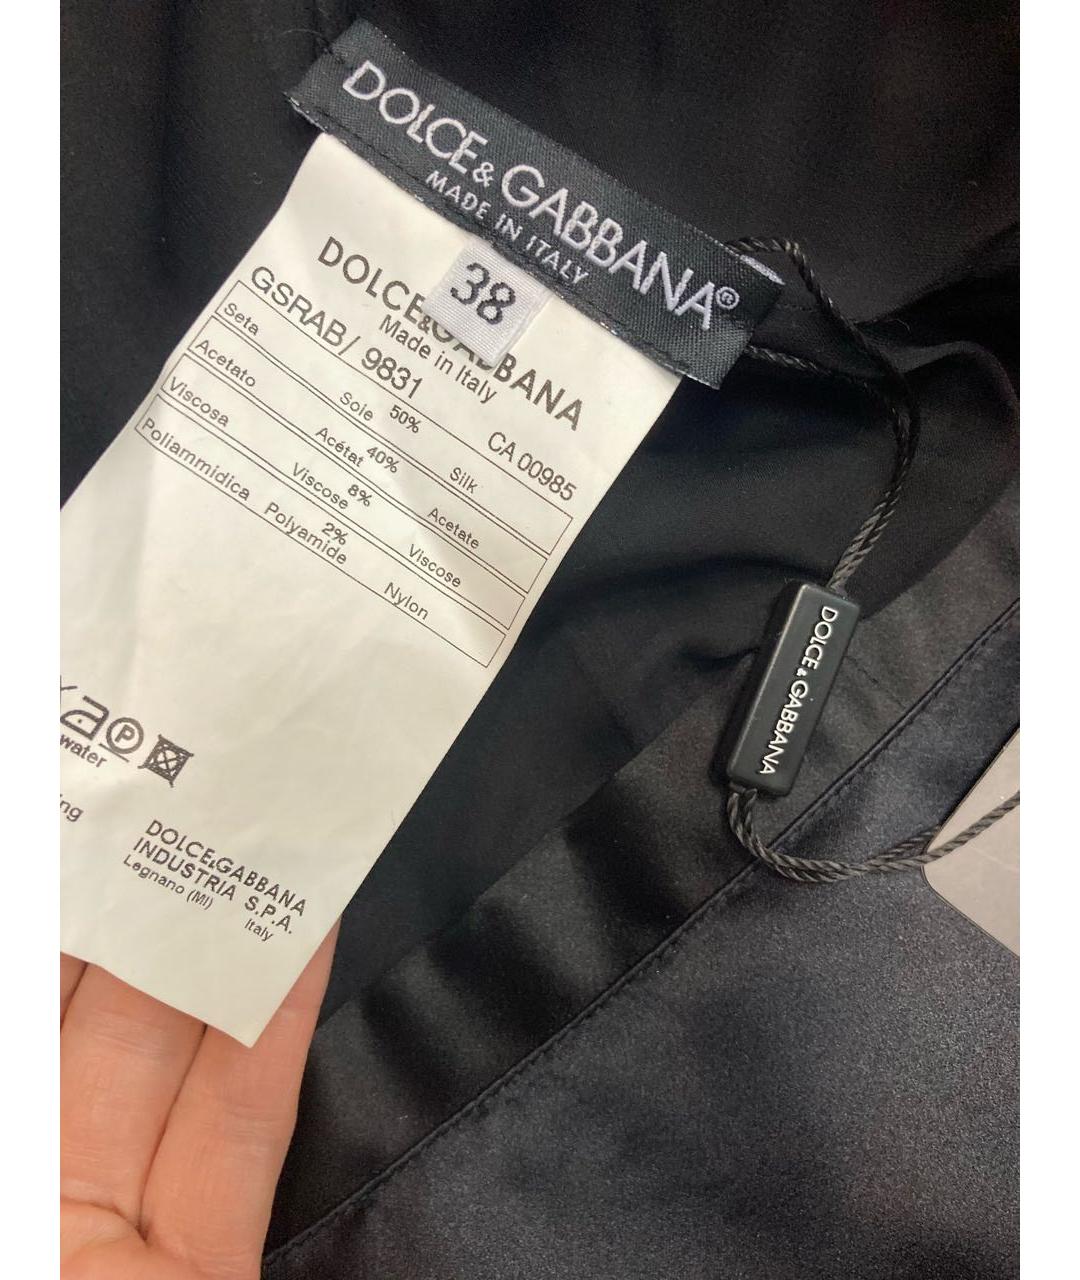 DOLCE & GABBANA®
MADE IN ITALY
38
DOLCE&GABBANA
Made in Italy
GSRAB/ 9831 CA 00985
Seta Soie 50% Silk
Acetato Acétat 40% Acetate
Viscosa Viscose 8% Viscose
Poliammidica Polyamide 2% Nylon
P
water
ing
DOLCE&GABBANA
INDUSTRIA S.P.A.
Legnano (MI) Italy
DOLCE & GABBANA